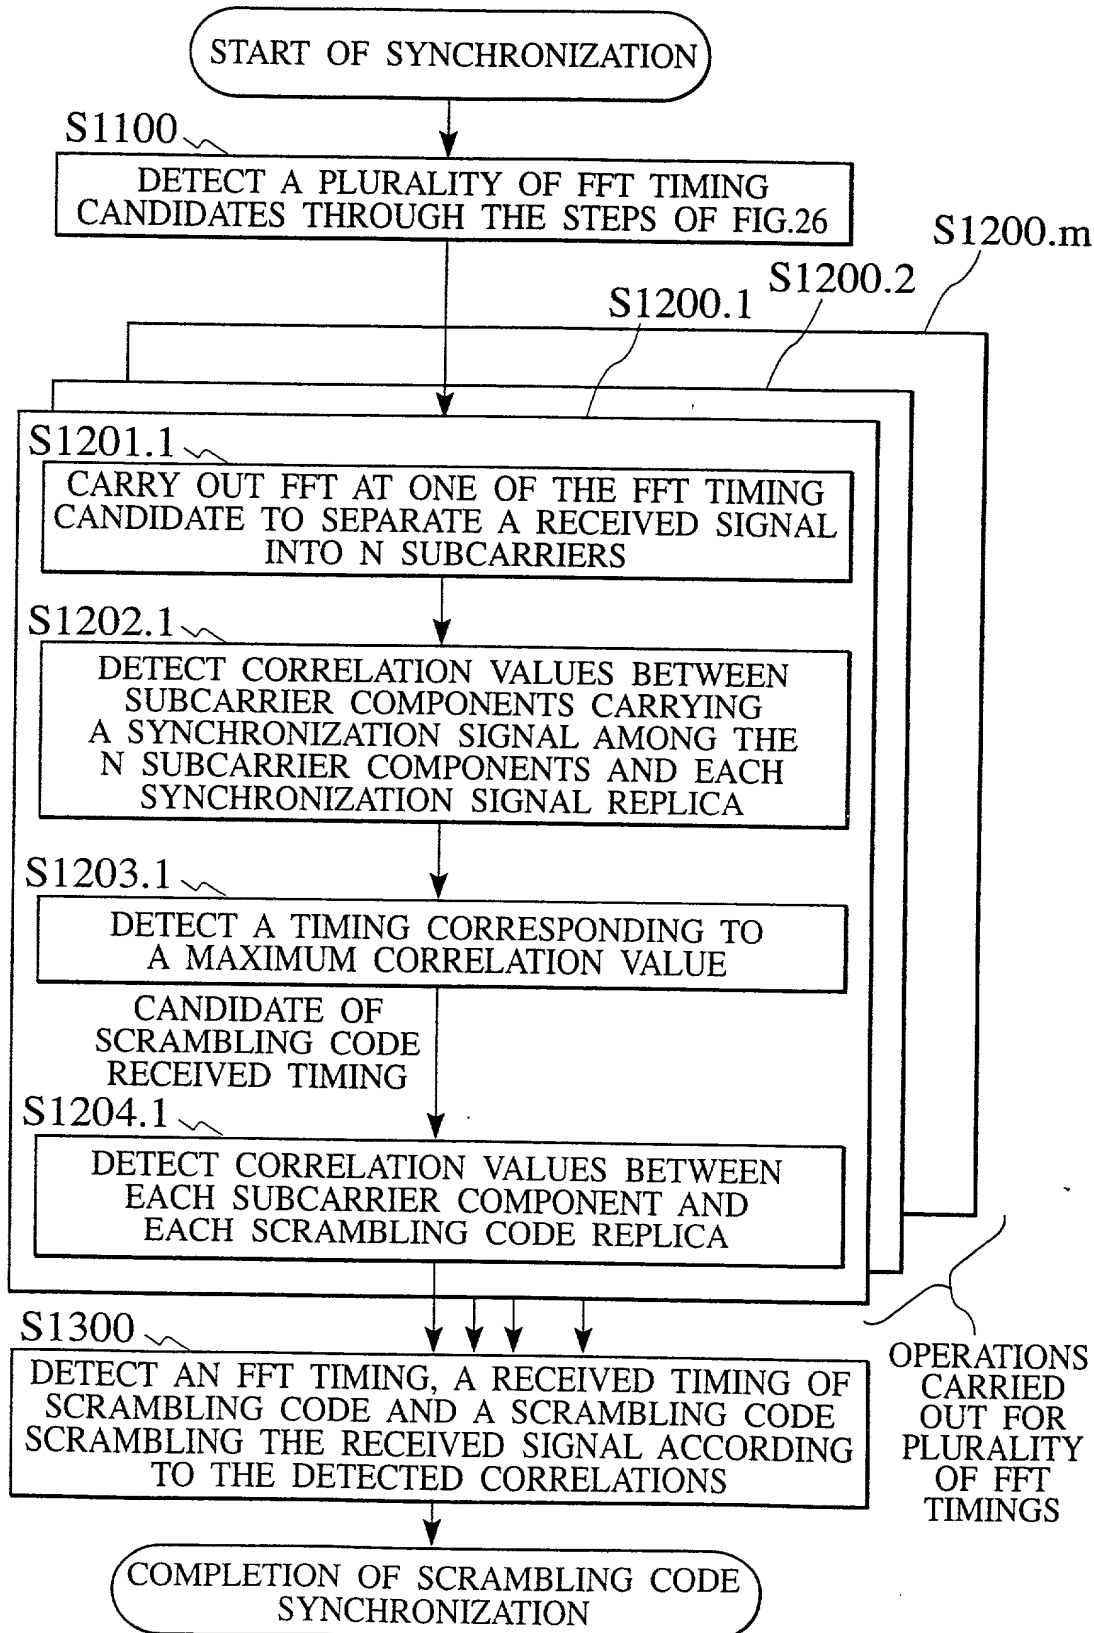 START OF SYNCHRONIZATION
S1100
DETECT A PLURALITY OF FFT TIMING
CANDIDATES THROUGH THE STEPS OF FIG.26
S1200.m
S1200.2
S1200.1
S1201.1
CARRY OUT FFT AT ONE OF THE FFT TIMING
CANDIDATE TO SEPARATE A RECEIVED SIGNAL
INTO N SUBCARRIERS
S1202.1
DETECT CORRELATION VALUES BETWEEN
SUBCARRIER COMPONENTS CARRYING
A SYNCHRONIZATION SIGNAL AMONG THE
N SUBCARRIER COMPONENTS AND EACH
SYNCHRONIZATION SIGNAL REPLICA
S1203.1
DETECT A TIMING CORRESPONDING TO
A MAXIMUM CORRELATION VALUE
CANDIDATE OF
SCRAMBLING CODE
RECEIVED TIMING
S1204.1
DETECT CORRELATION VALUES BETWEEN
EACH SUBCARRIER COMPONENT AND
EACH SCRAMBLING CODE REPLICA
S1300
DETECT AN FFT TIMING, A RECEIVED TIMING OF
SCRAMBLING CODE AND A SCRAMBLING CODE
SCRAMBLING THE RECEIVED SIGNAL ACCORDING
TO THE DETECTED CORRELATIONS
OPERATIONS
CARRIED
OUT FOR
PLURALITY
OF FFT
TIMINGS
COMPLETION OF SCRAMBLING CODE
SYNCHRONIZATION